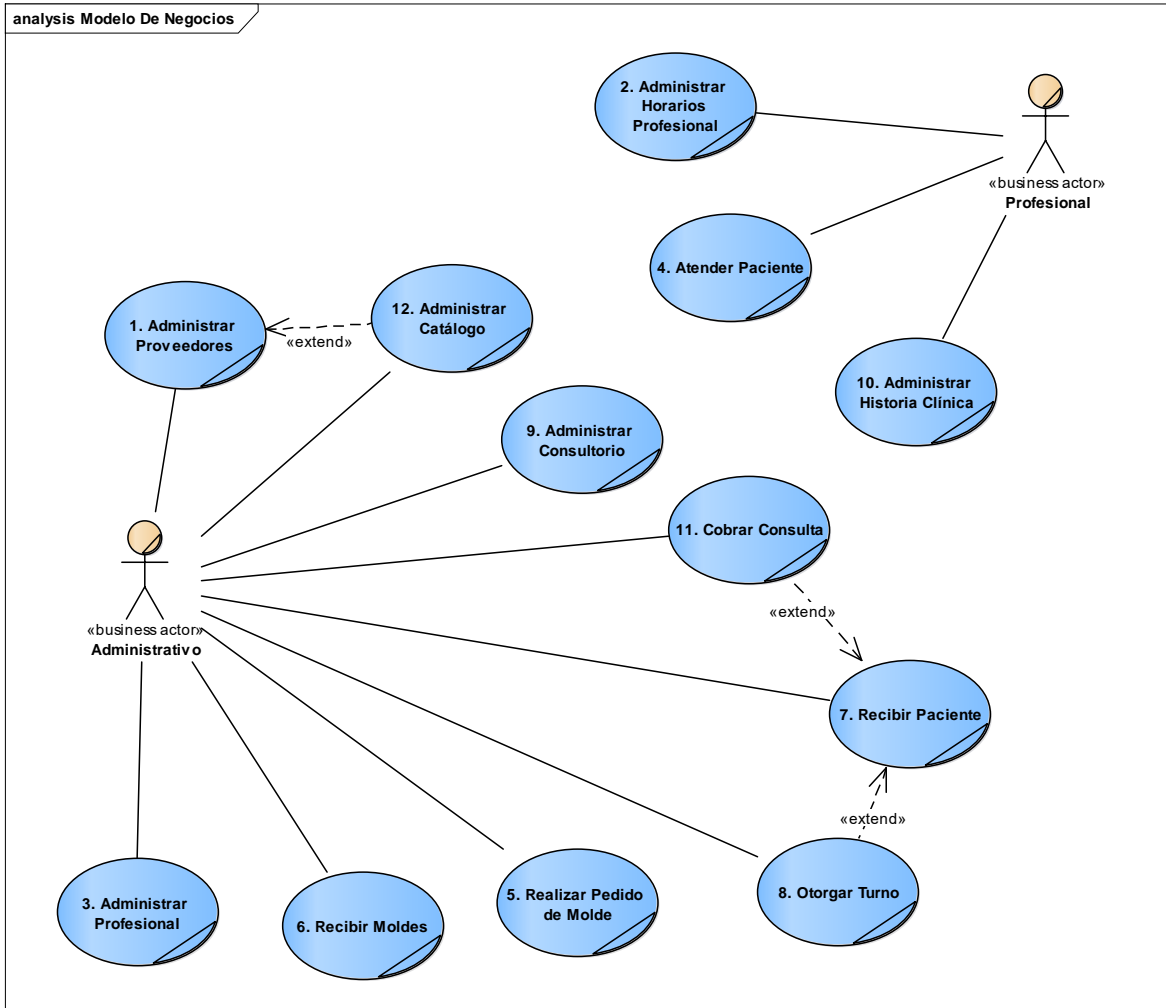 analysis Modelo De Negocios
2. Administrar
Horarios
Profesional
«business actor»
Profesional
4. Atender Paciente
12. Administrar
Catálogo
1. Administrar
Proveedores
«extend»
10. Administrar
Historia Clínica
9. Administrar
Consultorio
11. Cobrar Consulta
«extend»
«business actor»
Administrativo
7. Recibir Paciente
«extend»
3. Administrar
Profesional
6. Recibir Moldes
5. Realizar Pedido
de Molde
8. Otorgar Turno